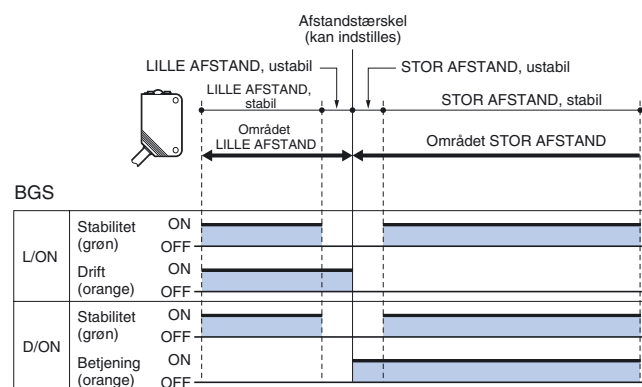 Afstandstærskel
(kan indstilles)
LILLE AFSTAND, ustabil
STOR AFSTAND, ustabil
LILLE AFSTAND,
stabil
STOR AFSTAND, stabil
Området
LILLE AFSTAND
Området STOR AFSTAND
BGS
L/ON
Stabilitet
(grøn)
ON
OFF
Drift
(orange)
ON
OFF
D/ON
Stabilitet
(grøn)
ON
OFF
Betjening
(orange)
ON
OFF